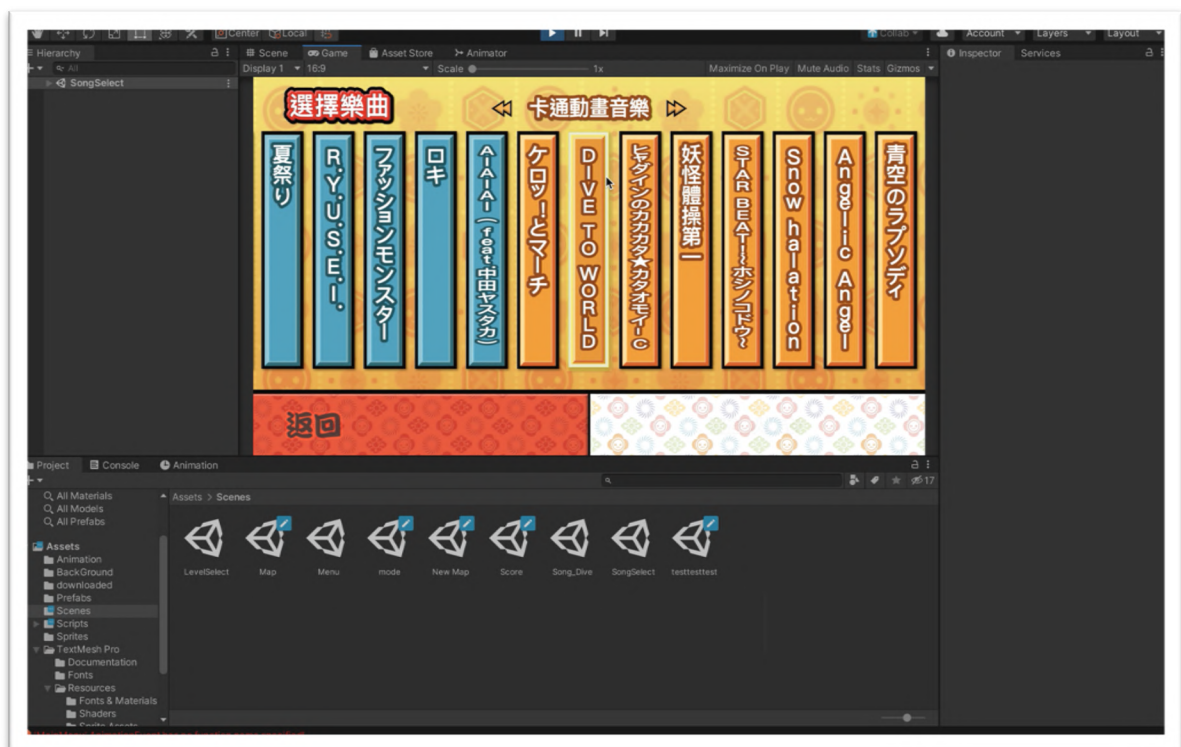 Center Local
Collab Account Layers Layout
Hierarchy
All
SongSelect
Scene Game Asset Store Animator
Display 1 16:9 Scale 1x Maximize On Play Mute Audio Stats Gizmos
Inspector Services
選擇樂曲
卡通動畫音樂
夏祭り
R.Y.U.S.E.I.
ファッションモンスター
ロキ
AIAIAI (feat中田ヤスタカ)
ケロッ!とマーチ
DIVE TO WORLD
ヒャダインのカカカタ★カタオモイーC
妖怪體操第一
STAR BEAT!~ホシノコドウ~
Snow halation
Angelic Angel
青空のラプソディ
返回
Project Console Animation
17
All Materials
All Models
All Prefabs
Assets
Animation
BackGround
downloaded
Prefabs
Scenes
Scripts
Sprites
TextMesh Pro
Documentation
Fonts
Resources
Fonts & Materials
Shaders
Assets > Scenes
LevelSelect Map Menu mode New Map Score Song_Dive SongSelect testtesttest